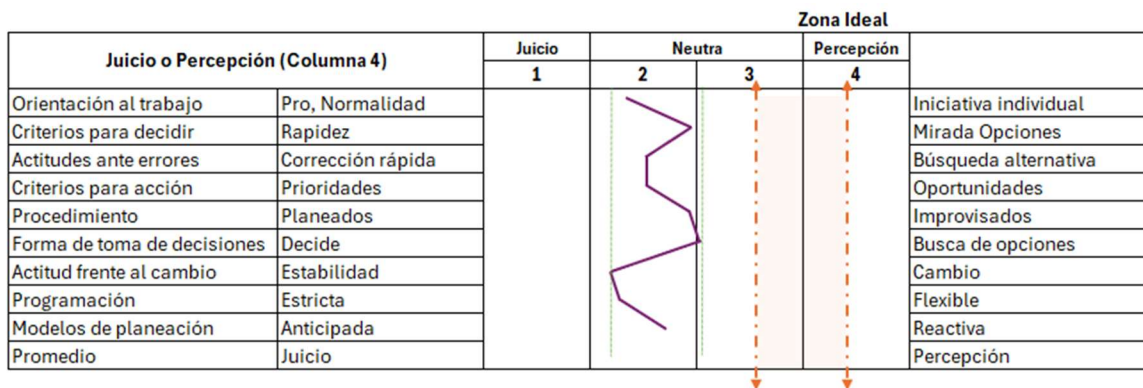 Zona Ideal
Juicio o Percepción (Columna 4) Juicio Neutra Percepción
1 2 3 4
Orientación al trabajo Pro, Normalidad Iniciativa individual
Criterios para decidir Rapidez Mirada Opciones
Actitudes ante errores Corrección rápida Búsqueda alternativa
Criterios para acción Prioridades Oportunidades
Procedimiento Planeados Improvisados
Forma de toma de decisiones Decide Busca de opciones
Actitud frente al cambio Estabilidad Cambio
Programación Estricta Flexible
Modelos de planeación Anticipada Reactiva
Promedio Juicio Percepción